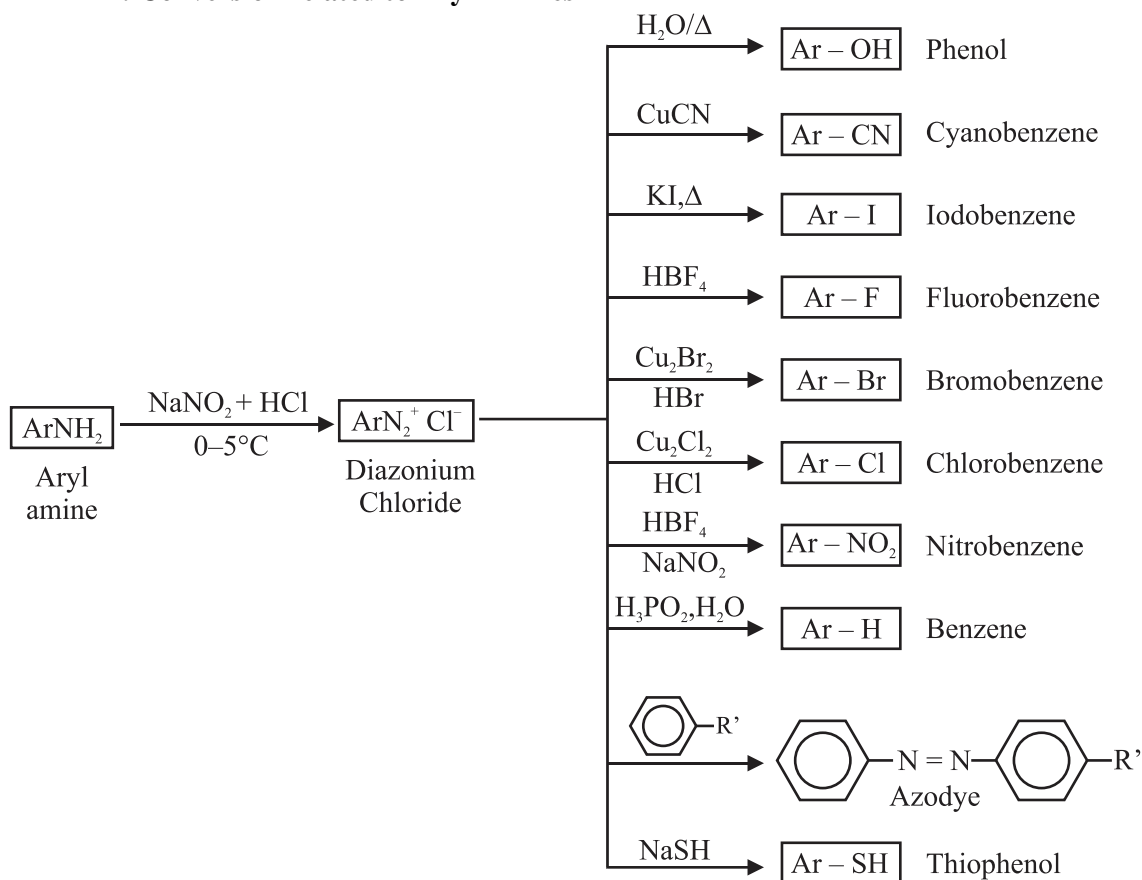 H₂O/Δ
Ar – OH Phenol
CuCN
Ar – CN Cyanobenzene
KI,Δ
Ar – I Iodobenzene
HBF₄
Ar – F Fluorobenzene
Cu₂Br₂
HBr
Ar – Br Bromobenzene
ArNH₂
Aryl
amine
NaNO₂ + HCl
0–5°C
ArN₂⁺ Cl⁻
Diazonium
Chloride
Cu₂Cl₂
HCl
Ar – Cl Chlorobenzene
HBF₄
NaNO₂
Ar – NO₂ Nitrobenzene
H₃PO₂,H₂O
Ar – H Benzene
R’
N = N
R’
Azodye
NaSH
Ar – SH Thiophenol